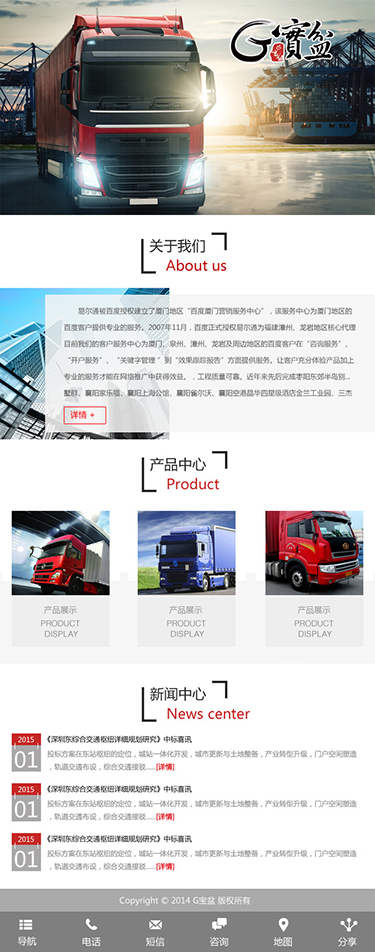 G寶盆
关于我们
About us
易尔通被百度授权建立了厦门地区“百度厦门营销服务中心”，该服务中心为厦门地区的
百度客户提供专业的服务。2007年11月，百度正式授权易尔通为福建漳州、龙岩地区核心代理
目前我们的客户服务中心为厦门、泉州、漳州、龙岩及周边地区的百度客户在“咨询服务”、
“开户服务”、“关键字管理 ”到“效果跟踪报告”方面提供服务。让客户充分体验产品加上
专业的服务才能在网络推广中获得效益。，工程质量可靠。近年来先后完成枣阳东郊半岛别...
墅群、襄阳家乐福、襄阳上海公馆、襄阳雀尔沃、襄阳空港晶华四星级酒店金兰工业园、三杰
详情 +
产品中心
Product
产品展示
PRODUCT
DISPLAY
产品展示
PRODUCT
DISPLAY
产品展示
PRODUCT
DISPLAY
新闻中心
News center
2015
01
《深圳东综合交通枢纽详细规划研究》中标喜讯
投标方案在东站枢纽的定位，城站一体化开发，城市更新与土地整备，产业转型升级，门户空间塑造
，轨道交通布设，综合交通接驳..... [详情]
2015
01
《深圳东综合交通枢纽详细规划研究》中标喜讯
投标方案在东站枢纽的定位，城站一体化开发，城市更新与土地整备，产业转型升级，门户空间塑造
，轨道交通布设，综合交通接驳..... [详情]
2015
01
《深圳东综合交通枢纽详细规划研究》中标喜讯
投标方案在东站枢纽的定位，城站一体化开发，城市更新与土地整备，产业转型升级，门户空间塑造
，轨道交通布设，综合交通接驳..... [详情]
Copyright © 2014 G宝盆 版权所有
导航
电话
短信
咨询
地图
分享